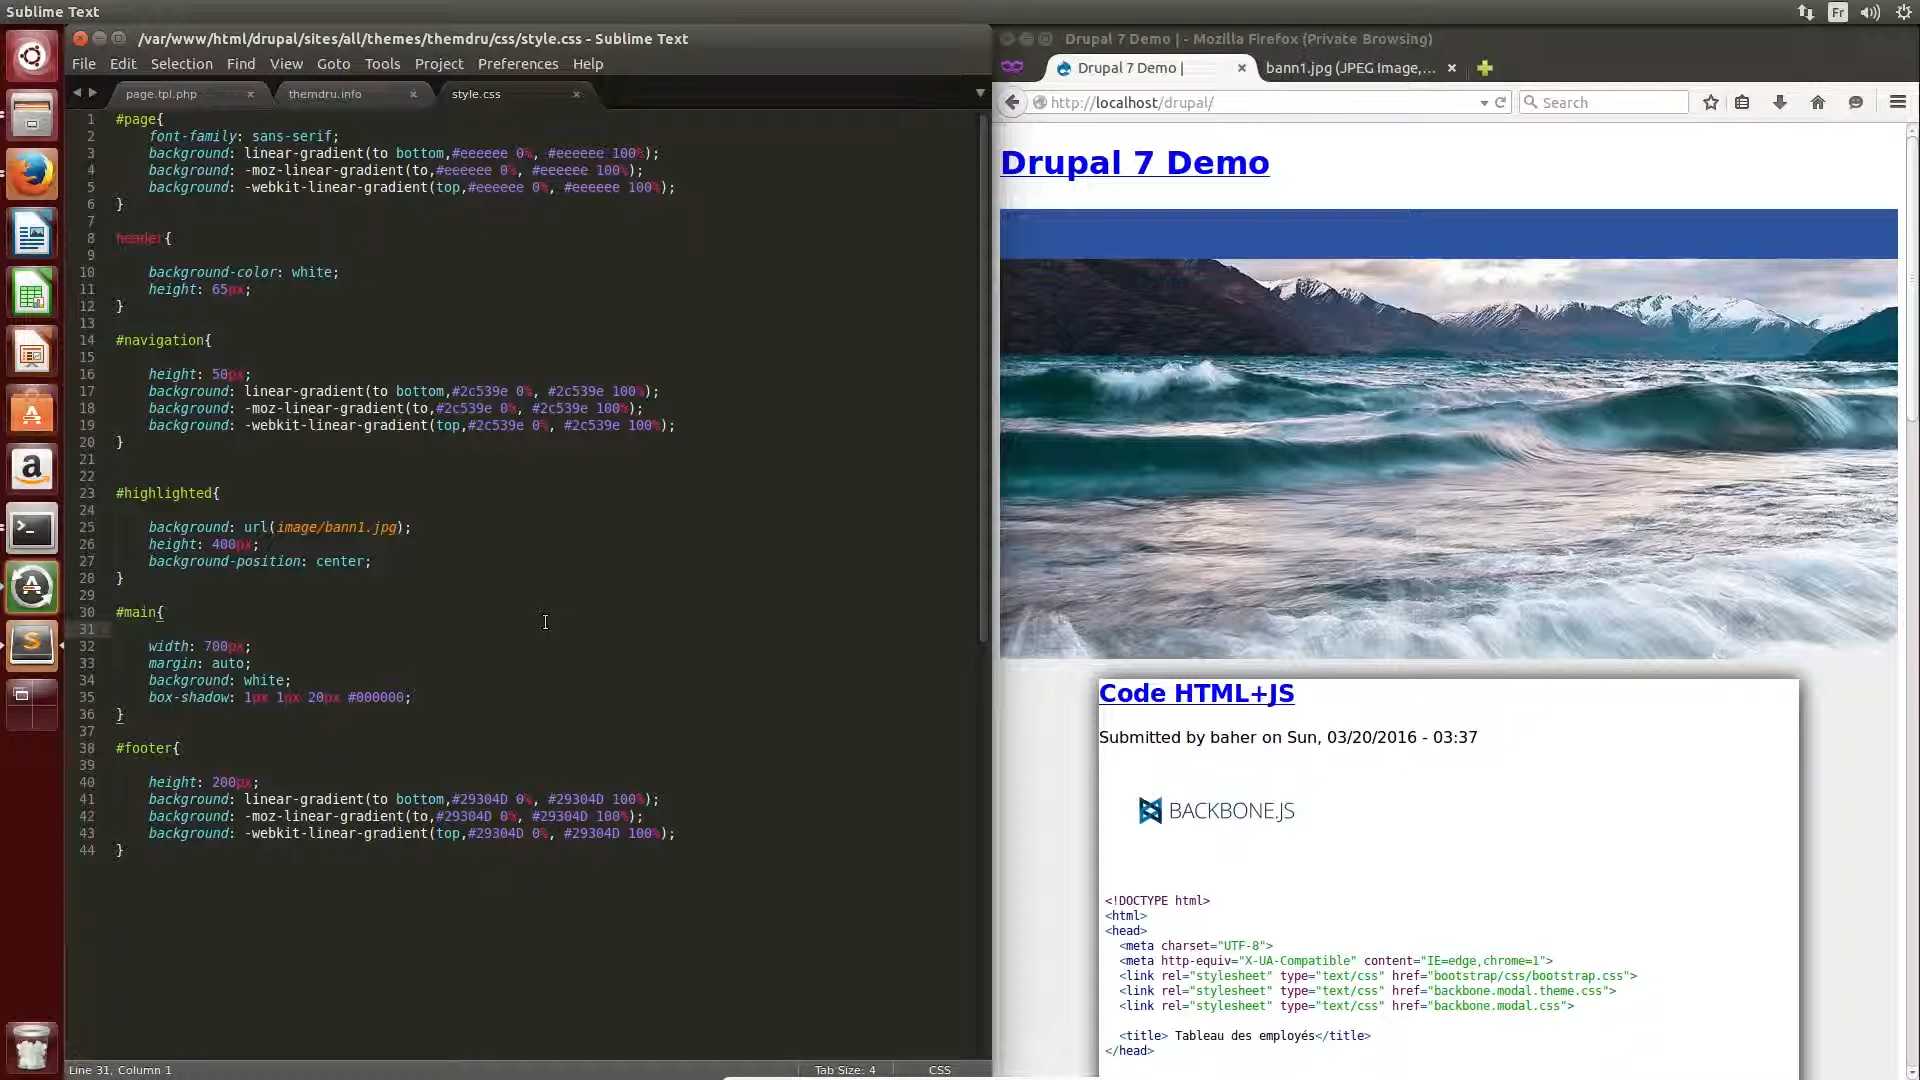 Sublime Text
Fr
/var/www/html/drupal/sites/all/themes/themdru/css/style.css - Sublime Text
File Edit Selection Find View Goto Tools Project Preferences Help
page.tpl.php
themdru.info
style.css
1 #page{
2 font-family: sans-serif;
3 background: linear-gradient(to bottom,#eeeeee 0%, #eeeeee 100%);
4 background: -moz-linear-gradient(to,#eeeeee 0%, #eeeeee 100%);
5 background: -webkit-linear-gradient(top,#eeeeee 0%, #eeeeee 100%);
6 }
7
8 header{
9
10 background-color: white;
11 height: 65px;
12 }
13
14 #navigation{
15
16 height: 50px;
17 background: linear-gradient(to bottom,#2c539e 0%, #2c539e 100%);
18 background: -moz-linear-gradient(to,#2c539e 0%, #2c539e 100%);
19 background: -webkit-linear-gradient(top,#2c539e 0%, #2c539e 100%);
20 }
21
22
23 #highlighted{
24
25 background: url(image/bann1.jpg);
26 height: 400px;
27 background-position: center;
28 }
29
30 #main{
31
32 width: 700px;
33 margin: auto;
34 background: white;
35 box-shadow: 1px 1px 20px #000000;
36 }
37
38 #footer{
39
40 height: 200px;
41 background: linear-gradient(to bottom,#29304D 0%, #29304D 100%);
42 background: -moz-linear-gradient(to,#29304D 0%, #29304D 100%);
43 background: -webkit-linear-gradient(top,#29304D 0%, #29304D 100%);
44 }
Line 31, Column 1
Tab Size: 4
CSS
Drupal 7 Demo | - Mozilla Firefox (Private Browsing)
Drupal 7 Demo |
bann1.jpg (JPEG Image,...
http://localhost/drupal/
Search
Drupal 7 Demo
Code HTML+JS
Submitted by baher on Sun, 03/20/2016 - 03:37
BACKBONE.JS
<!DOCTYPE html>
<html>
<head>
<meta charset="UTF-8">
<meta http-equiv="X-UA-Compatible" content="IE=edge,chrome=1">
<link rel="stylesheet" type="text/css" href="bootstrap/css/bootstrap.css">
<link rel="stylesheet" type="text/css" href="backbone.modal.theme.css">
<link rel="stylesheet" type="text/css" href="backbone.modal.css">
<title> Tableau des employés</title>
</head>